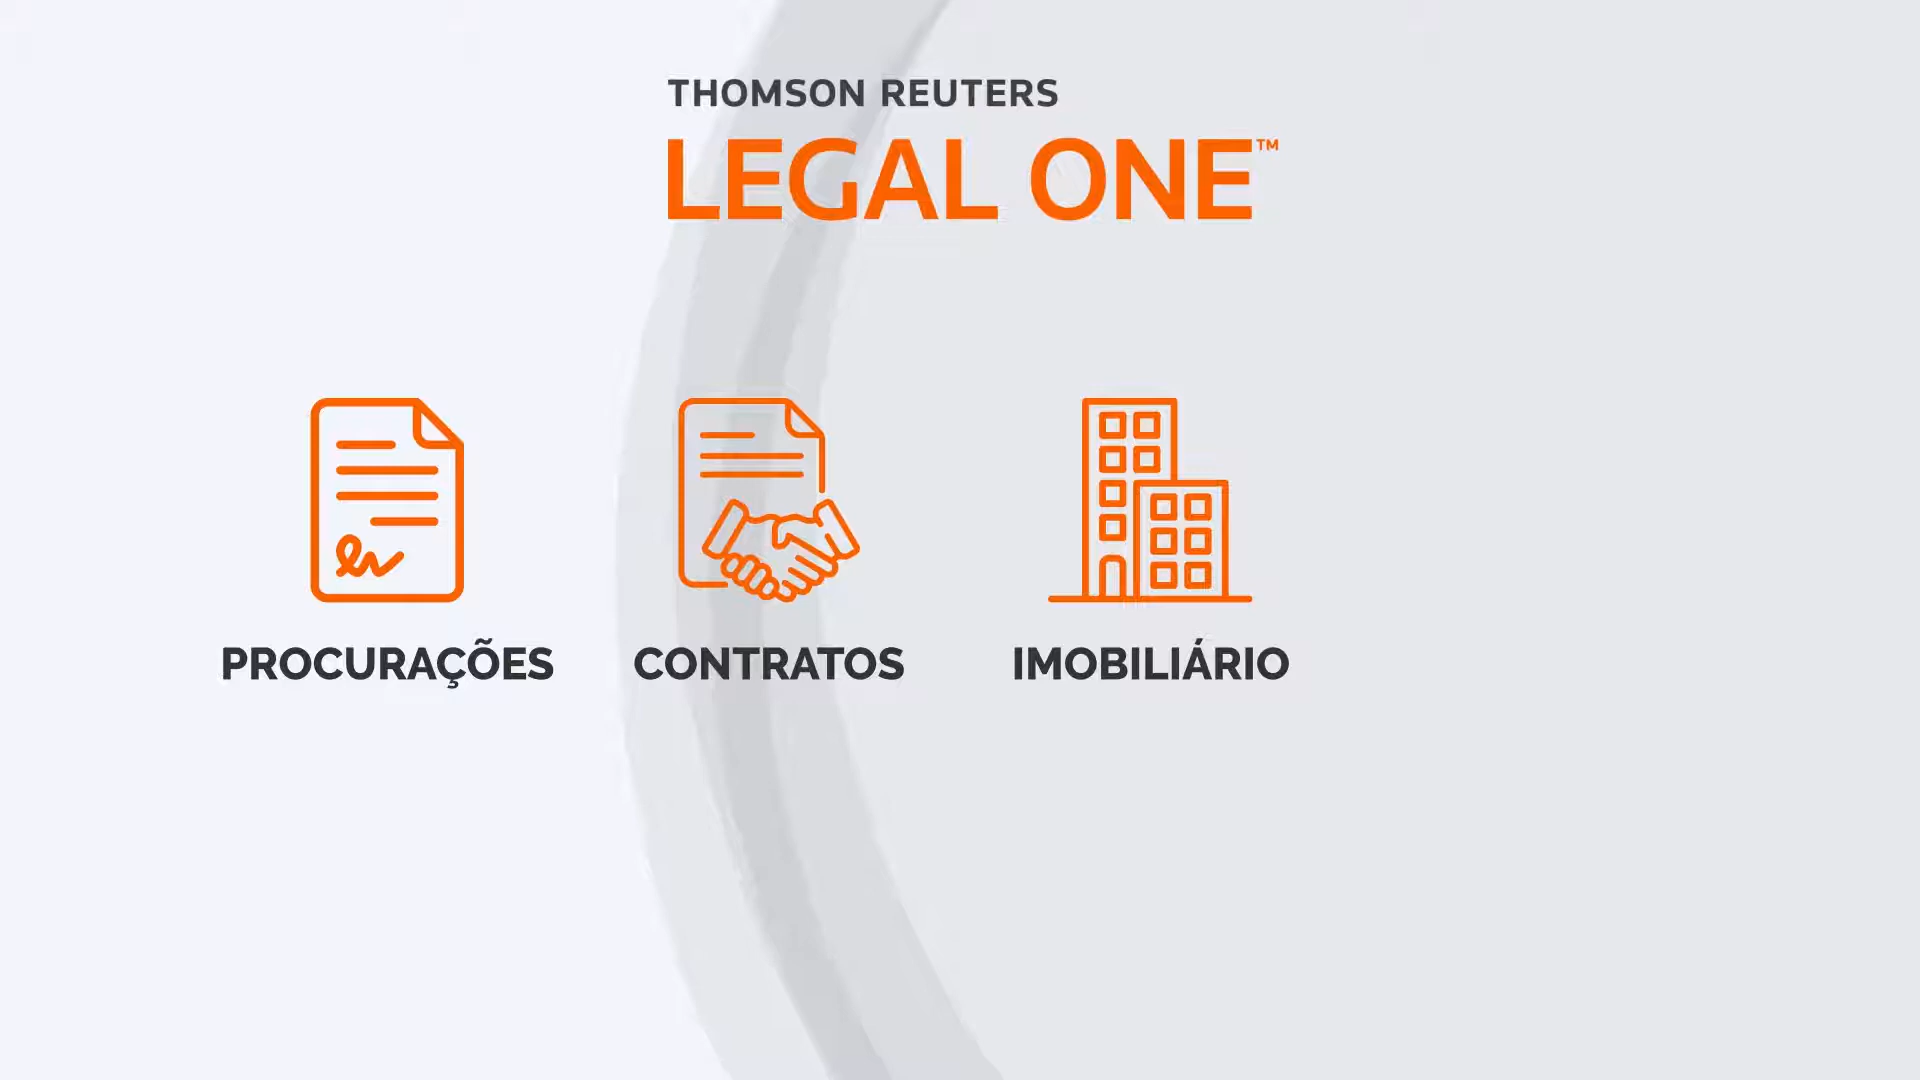 THOMSON REUTERS
LEGAL ONE™
PROCURAÇÕES
CONTRATOS
IMOBILIÁRIO